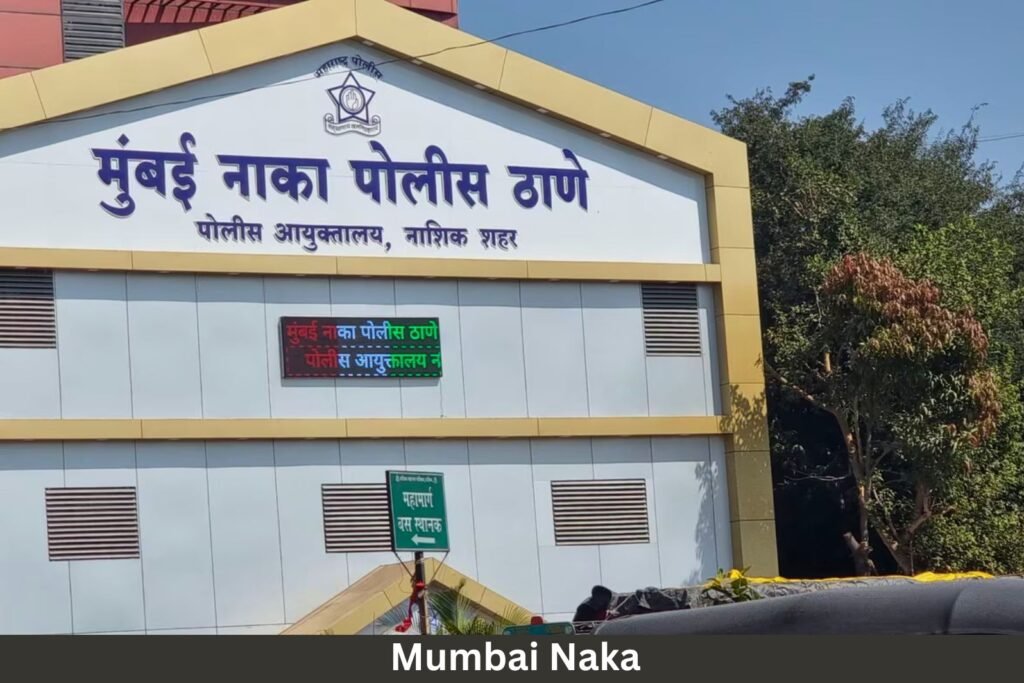 महाराष्ट्र पोलीस
मुंबई नाका पोलीस ठाणे
पोलीस आयुक्तालय, नाशिक शहर
मुंबई नाका पोलीस ठाणे
पोलीस आयुक्तालय न
महामार्ग
बस स्थानक
Mumbai Naka